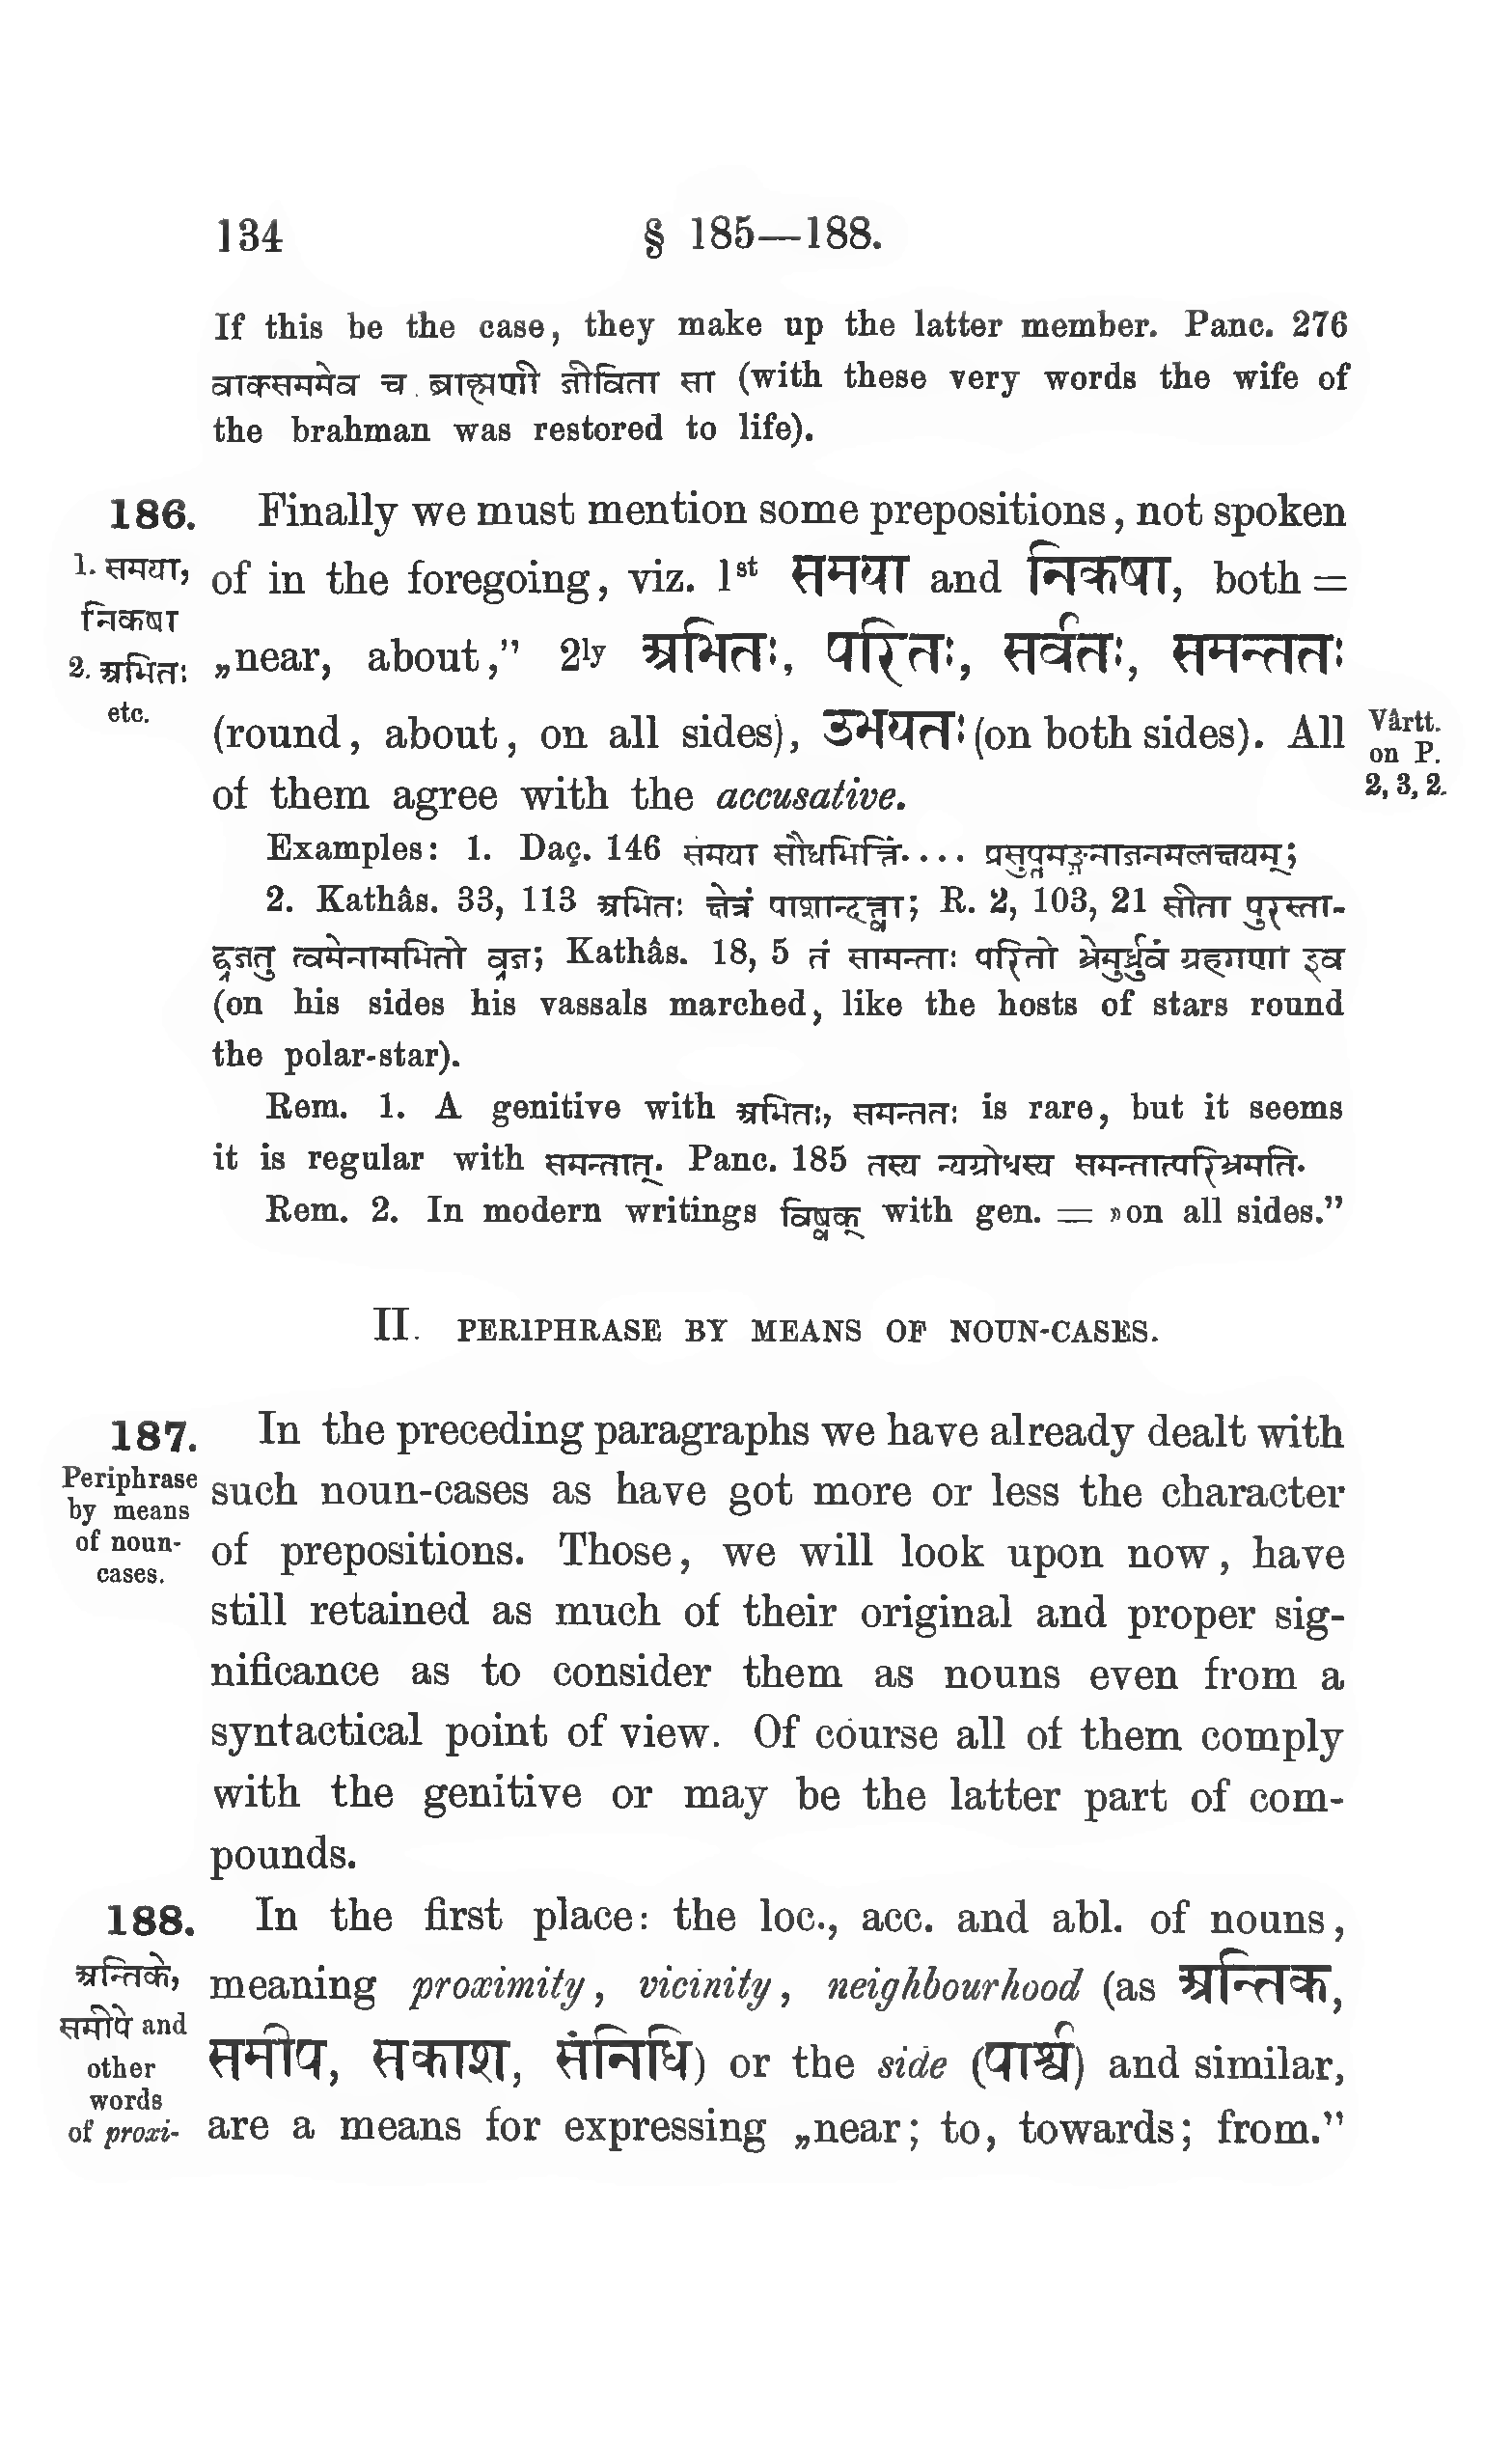 134 § 185—188.
If this be the case, they make up the latter member. Panc. 276
वाक्सममेव च ब्राह्मणी जीविता सा (with these very words the wife of
the brahman was restored to life).
186. Finally we must mention some prepositions, not spoken
1. समया,
of in the foregoing, viz. 1st समया and निकषा, both =
निकषा
2. अभितः
„near, about,” 2ly अभितः, परितः, सर्वतः, समन्ततः
etc.
(round, about, on all sides), उभयतः (on both sides). All
Vârtt.
on P.
2, 3, 2.
of them agree with the accusative.
Examples: 1. Daç. 146 समया सौधभित्तिं.... प्रसुप्तमङ्गनाजनमलक्षयम्;
2. Kathâs. 33, 113 अभितः क्षेत्रं पाशान्दत्त्वा; R. 2, 103, 21 सीता पुरस्ता-
द्व्रजतु त्वमेनामभितो व्रज; Kathâs. 18, 5 तं सामन्ताः परितो भ्रेमुर्ध्रुवं ग्रहगणा इव
(on his sides his vassals marched, like the hosts of stars round
the polar-star).
Rem. 1. A genitive with अभितः, समन्ततः is rare, but it seems
it is regular with समन्तात्. Panc. 185 तस्य न्यग्रोधस्य समन्तात्परिभ्रमति.
Rem. 2. In modern writings विष्वक् with gen. = »on all sides.”
II. PERIPHRASE BY MEANS OF NOUN-CASES.
187. In the preceding paragraphs we have already dealt with
Periphrase
by means
of noun-
cases.
such noun-cases as have got more or less the character
of prepositions. Those, we will look upon now, have
still retained as much of their original and proper sig-
nificance as to consider them as nouns even from a
syntactical point of view. Of course all of them comply
with the genitive or may be the latter part of com-
pounds.
188. In the first place: the loc., acc. and abl. of nouns,
अन्तिके,
समीपे and
other
words
of proxi-
meaning proximity, vicinity, neighbourhood (as अन्तिक,
समीप, सकाश, संनिधि) or the side (पार्श्व) and similar,
are a means for expressing „near; to, towards; from.”